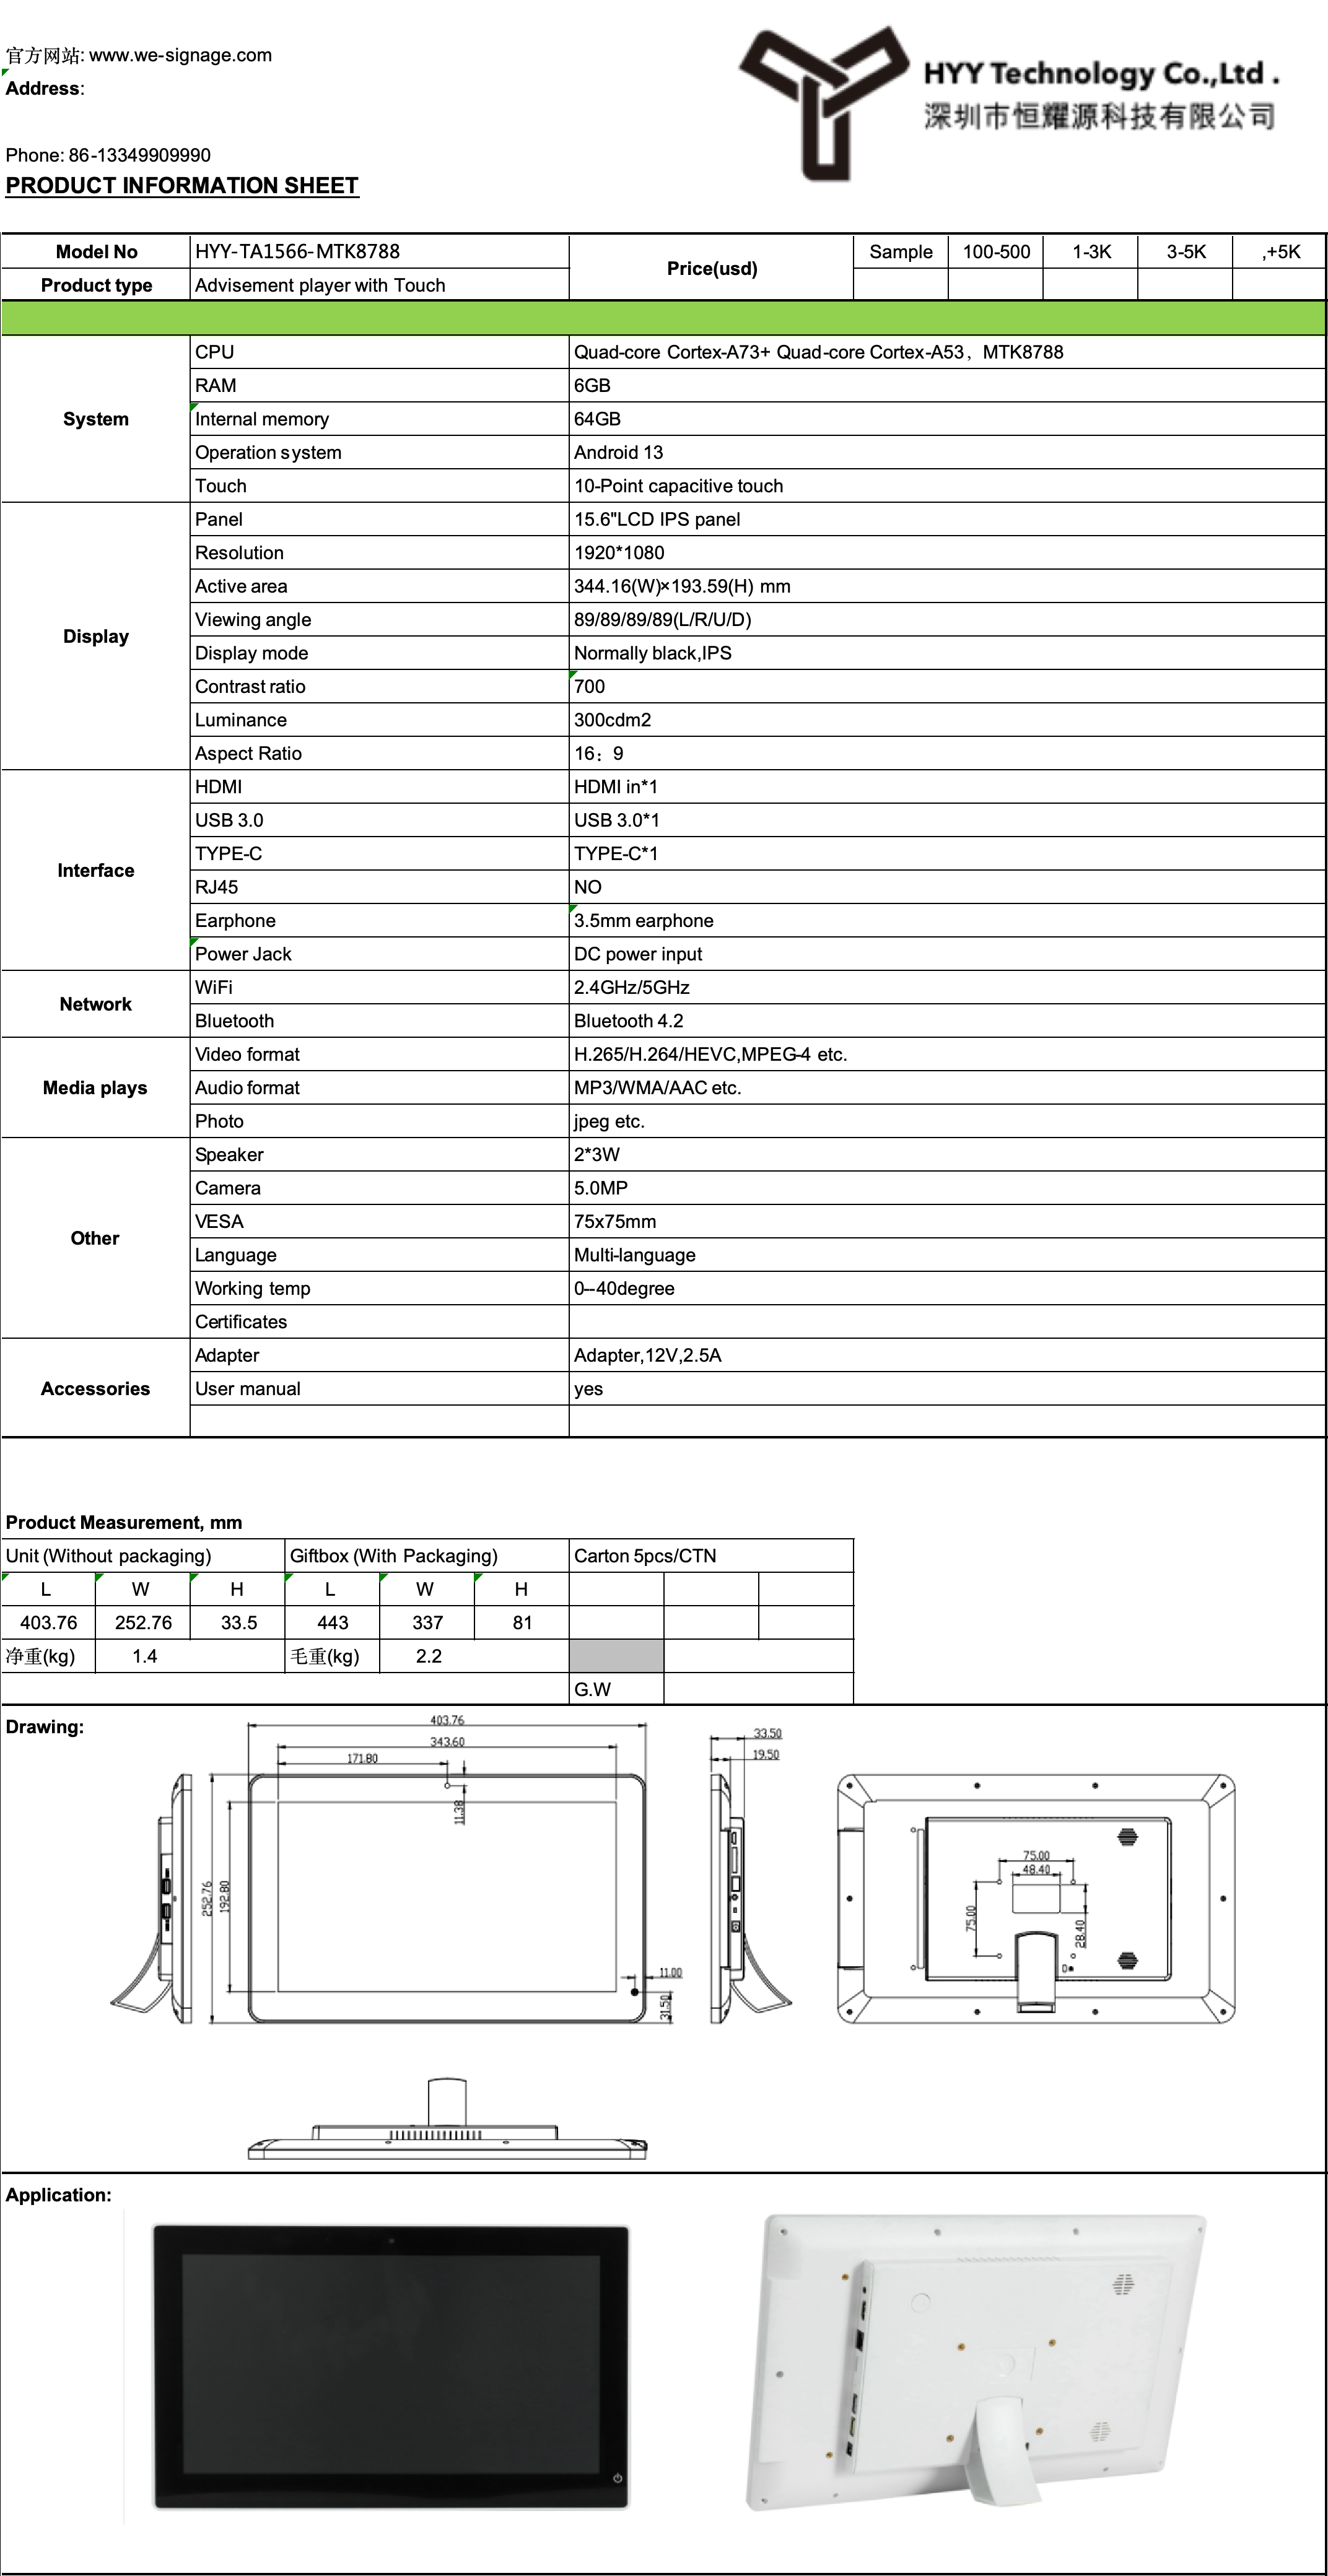 官方网站: www.we-signage.com
HYY Technology Co.,Ltd .
深圳市恒耀源科技有限公司
Address:
Phone: 86-13349909990
PRODUCT INFORMATION SHEET
Model No HYY-TA1566-MTK8788 Price(usd) Sample 100-500 1-3K 3-5K ,+5K
Product type Advisement player with Touch
System
CPU Quad-core Cortex-A73+ Quad-core Cortex-A53，MTK8788
RAM 6GB
Internal memory 64GB
Operation system Android 13
Touch 10-Point capacitive touch
Display
Panel 15.6"LCD IPS panel
Resolution 1920*1080
Active area 344.16(W)×193.59(H) mm
Viewing angle 89/89/89/89(L/R/U/D)
Display mode Normally black,IPS
Contrast ratio 700
Luminance 300cdm2
Aspect Ratio 16：9
Interface
HDMI HDMI in*1
USB 3.0 USB 3.0*1
TYPE-C TYPE-C*1
RJ45 NO
Earphone 3.5mm earphone
Power Jack DC power input
Network
WiFi 2.4GHz/5GHz
Bluetooth Bluetooth 4.2
Media plays
Video format H.265/H.264/HEVC,MPEG-4 etc.
Audio format MP3/WMA/AAC etc.
Photo jpeg etc.
Other
Speaker 2*3W
Camera 5.0MP
VESA 75x75mm
Language Multi-language
Working temp 0--40degree
Certificates
Accessories
Adapter Adapter,12V,2.5A
User manual yes
Product Measurement, mm
Unit (Without packaging) Giftbox (With Packaging) Carton 5pcs/CTN
L W H L W H
403.76 252.76 33.5 443 337 81
净重(kg) 1.4 毛重(kg) 2.2
G.W
Drawing:
403.76
343.60
171.80
11.38
252.76
192.80
11.00
31.50
33.50
19.50
75.00
48.40
75.00
28.40
Application: